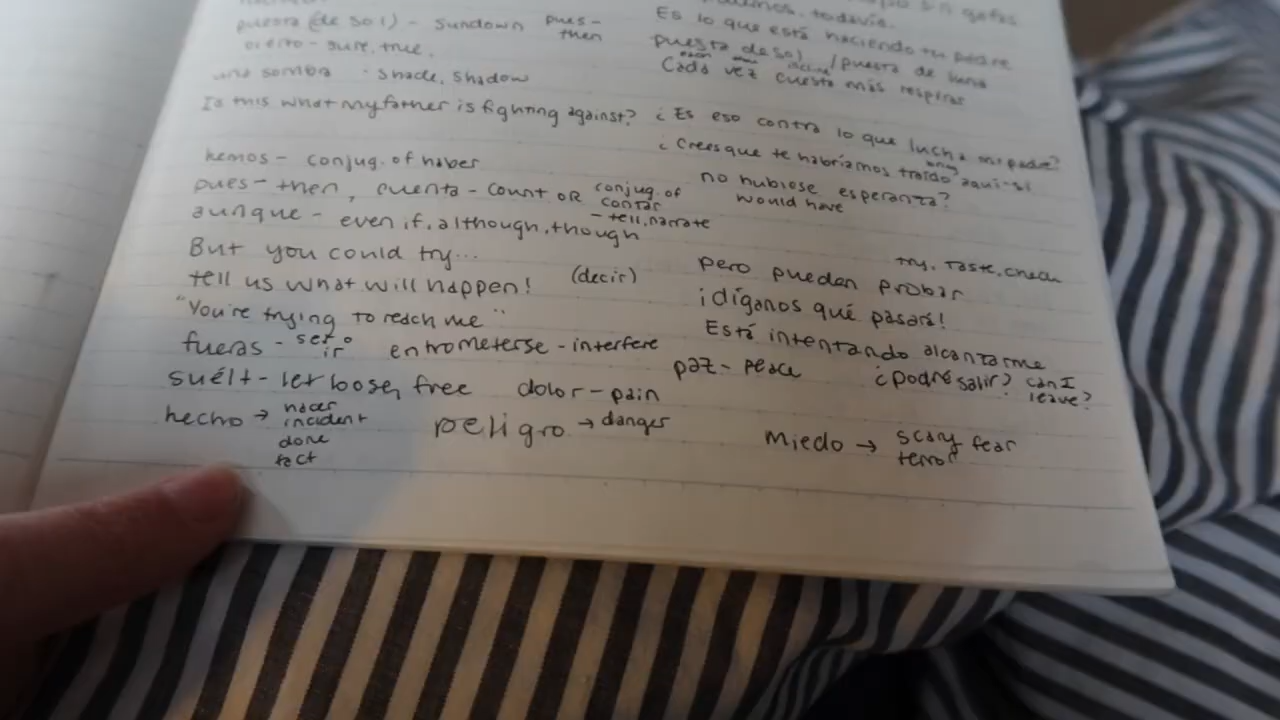 puesta (de sol) - sundown pues - then
- sure, true.
una somba - shade, shadow
Is this what my father is fighting against?
hemos - conjug. of haber
pues - then, cuenta - count OR conjug. of contar - tell, narrate
aunque - even if, although, though
But you could try...
tell us what will happen! (decir)
"You're trying to reach me"
fueras - ser o ir entrometerse - interfere
suélt - let loose, free dolor - pain
hecho → hacer
incident
done
fact
peligro → danger
gafas
todavía.
Es lo que está haciendo tu padre
puesta de sol / puesta de luna
Cada vez cuesta más respirar
¿Es eso contra lo que lucha mi padre?
¿Crees que te habríamos traído aquí si
no hubiese esperanza?
would have
try, taste, check
pero puedan probar
¡díganos qué pasará!
Está intentando alcanzarme
paz - peace ¿podré salir? can I leave?
Miedo → scary fear
terror